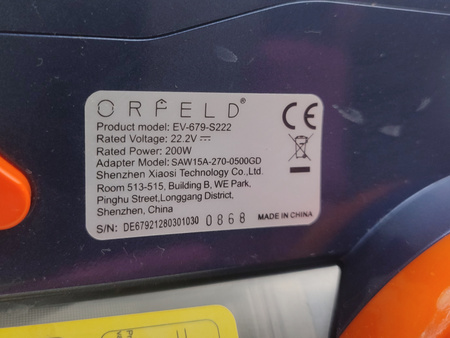 ORFELD®
Product model: EV-679-S222
Rated Voltage: 22.2V⎓
Rated Power: 200W
Adapter Model: SAW15A-270-0500GD
Shenzhen Xiaosi Technology Co.,Ltd.
Room 513-515, Building B, WE Park,
Pinghu Street,Longgang District,
Shenzhen, China
S/N: DE67921280301030 0868 MADE IN CHINA
CE